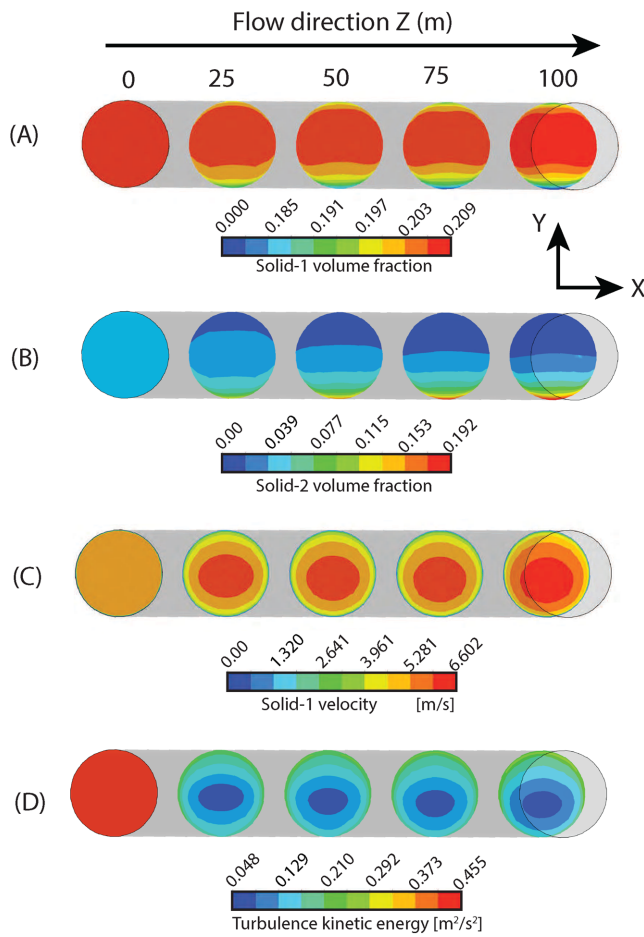 Flow direction Z (m)
0 25 50 75 100
(A)
0.000 0.185 0.191 0.197 0.203 0.209
Solid-1 volume fraction
Y
X
(B)
0.00 0.039 0.077 0.115 0.153 0.192
Solid-2 volume fraction
(C)
0.00 1.320 2.641 3.961 5.281 6.602
Solid-1 velocity [m/s]
(D)
0.048 0.129 0.210 0.292 0.373 0.455
Turbulence kinetic energy [m²/s²]